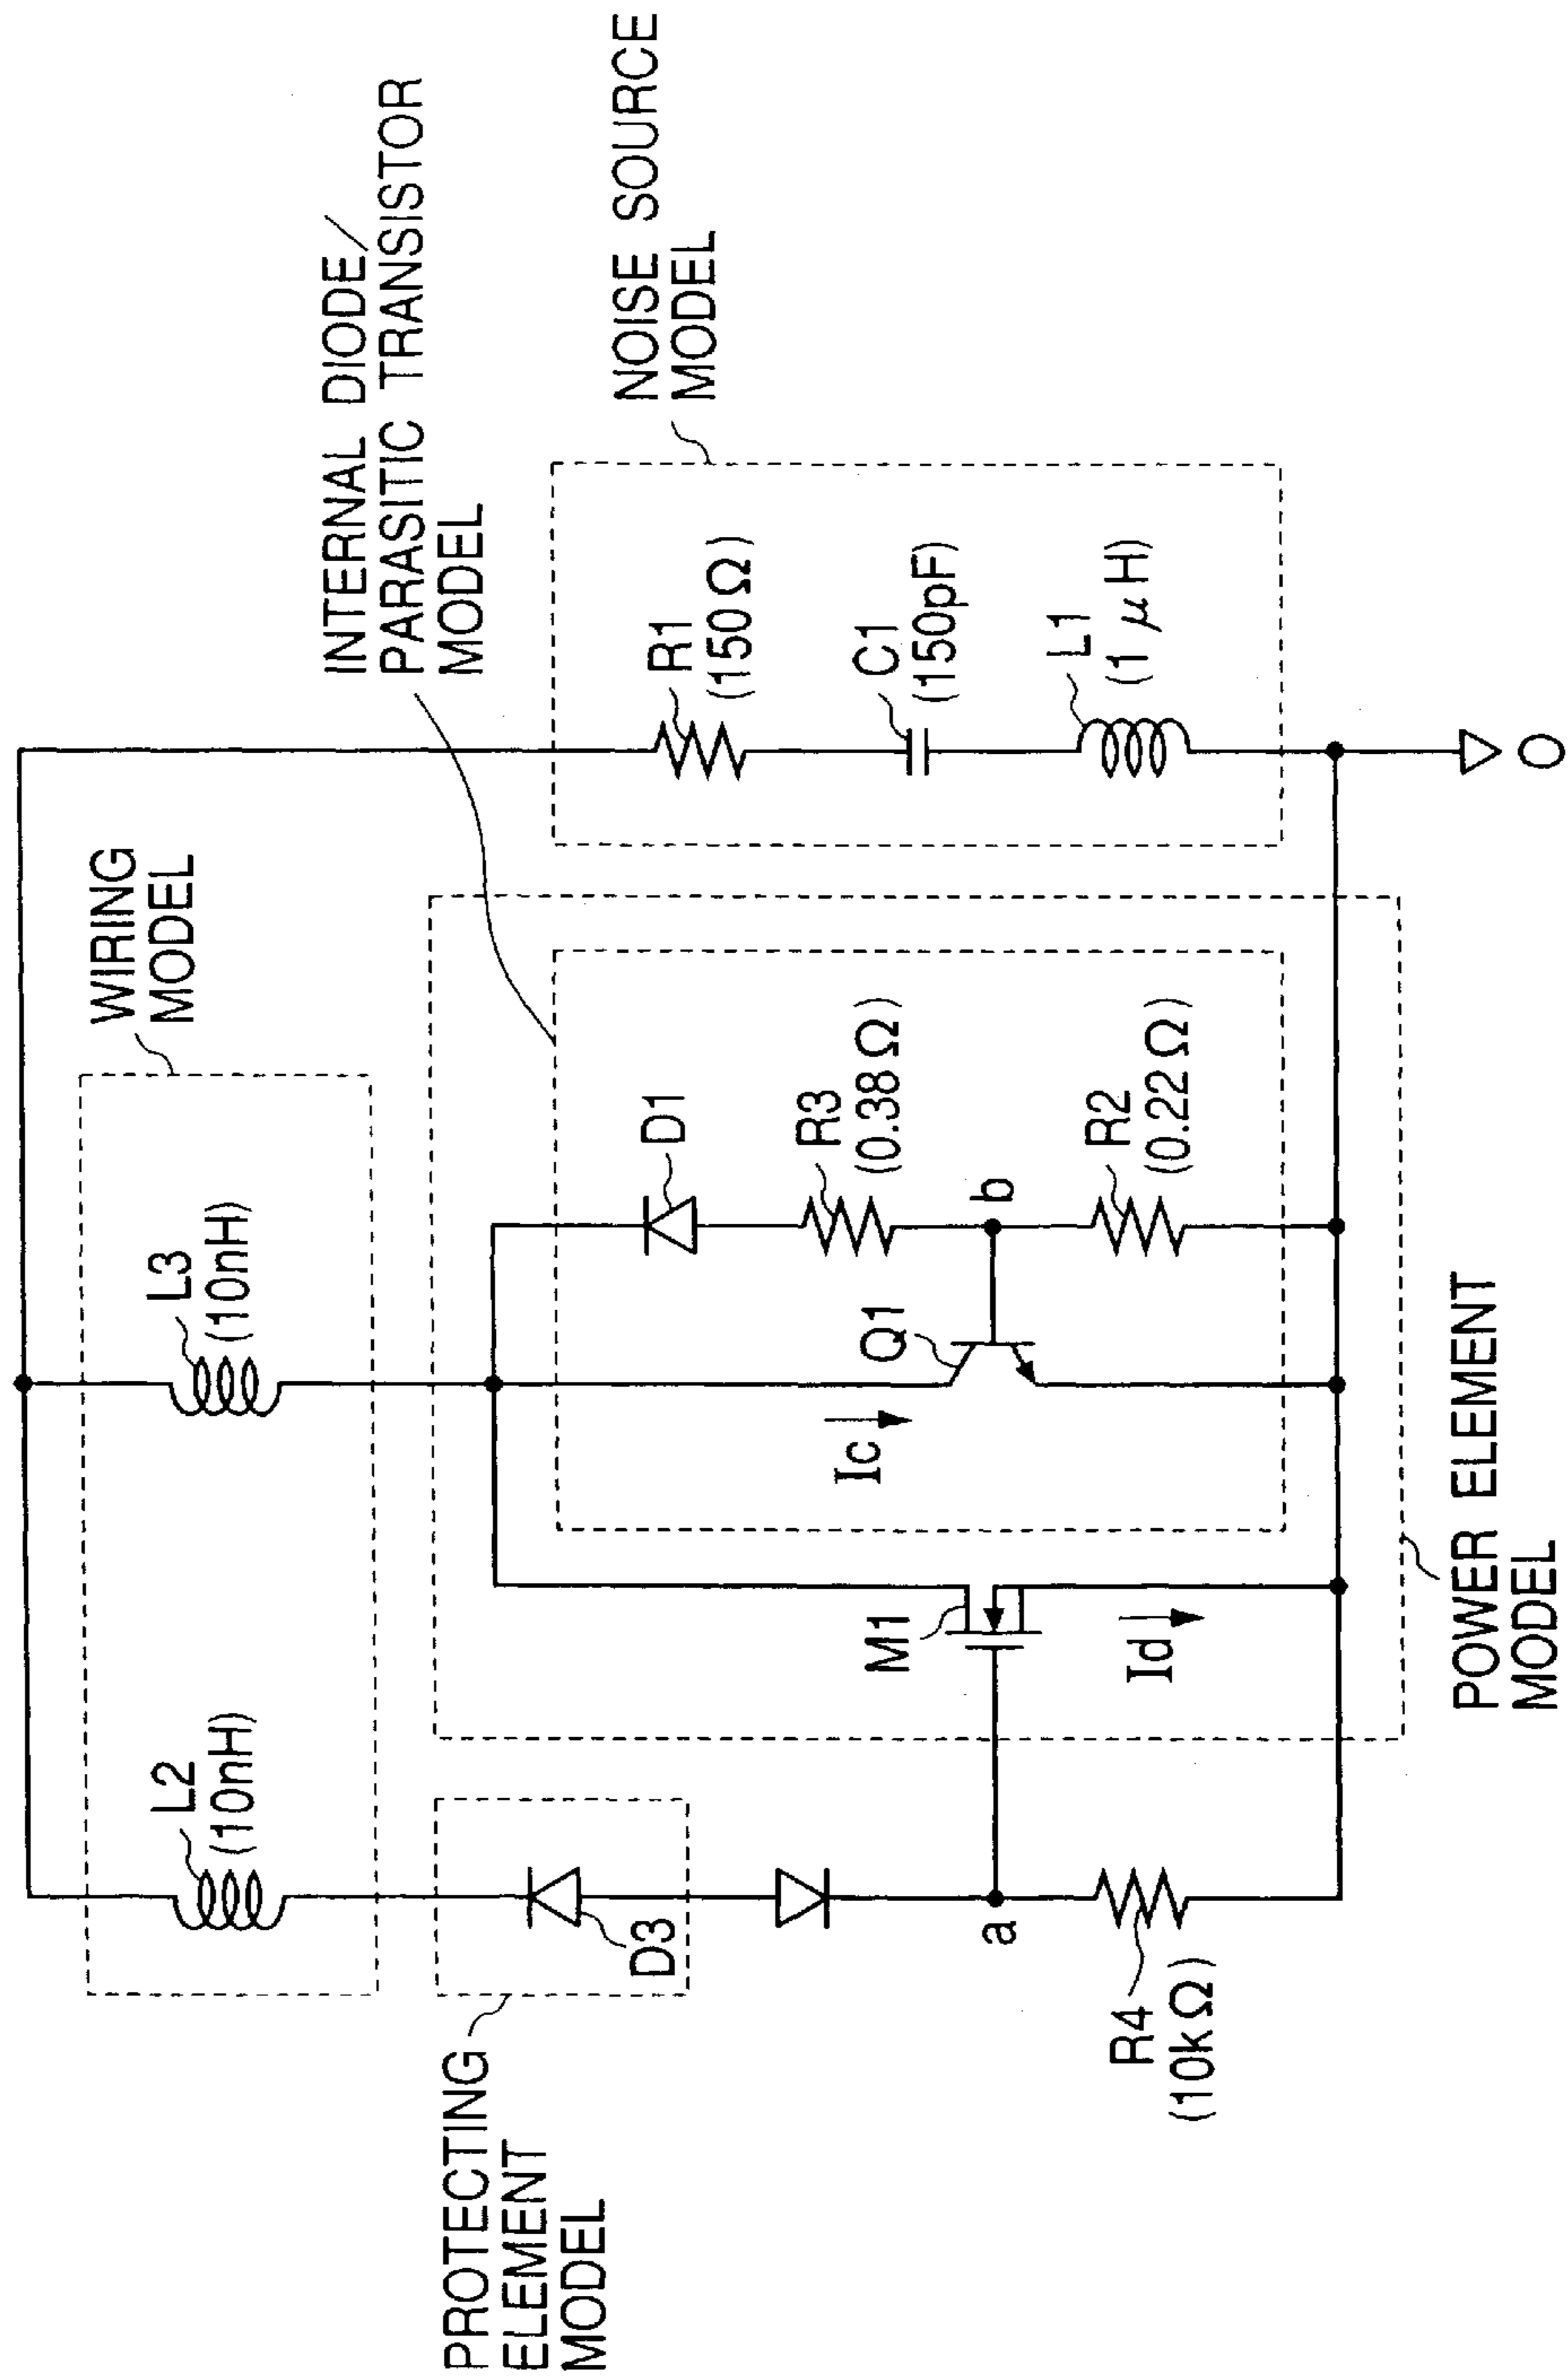 WIRING
MODEL
L2
(10nH)
L3
(10nH)
INTERNAL DIODE/
PARASITIC TRANSISTOR
MODEL
NOISE SOURCE
MODEL
PROTECTING
ELEMENT
MODEL
D3
D1
R3
(0.38Ω)
R1
(150Ω)
M1
Ic
Q1
b
C1
(150pF)
a
R4
(10kΩ)
Id
R2
(0.22Ω)
L1
(1μH)
POWER ELEMENT
MODEL
0